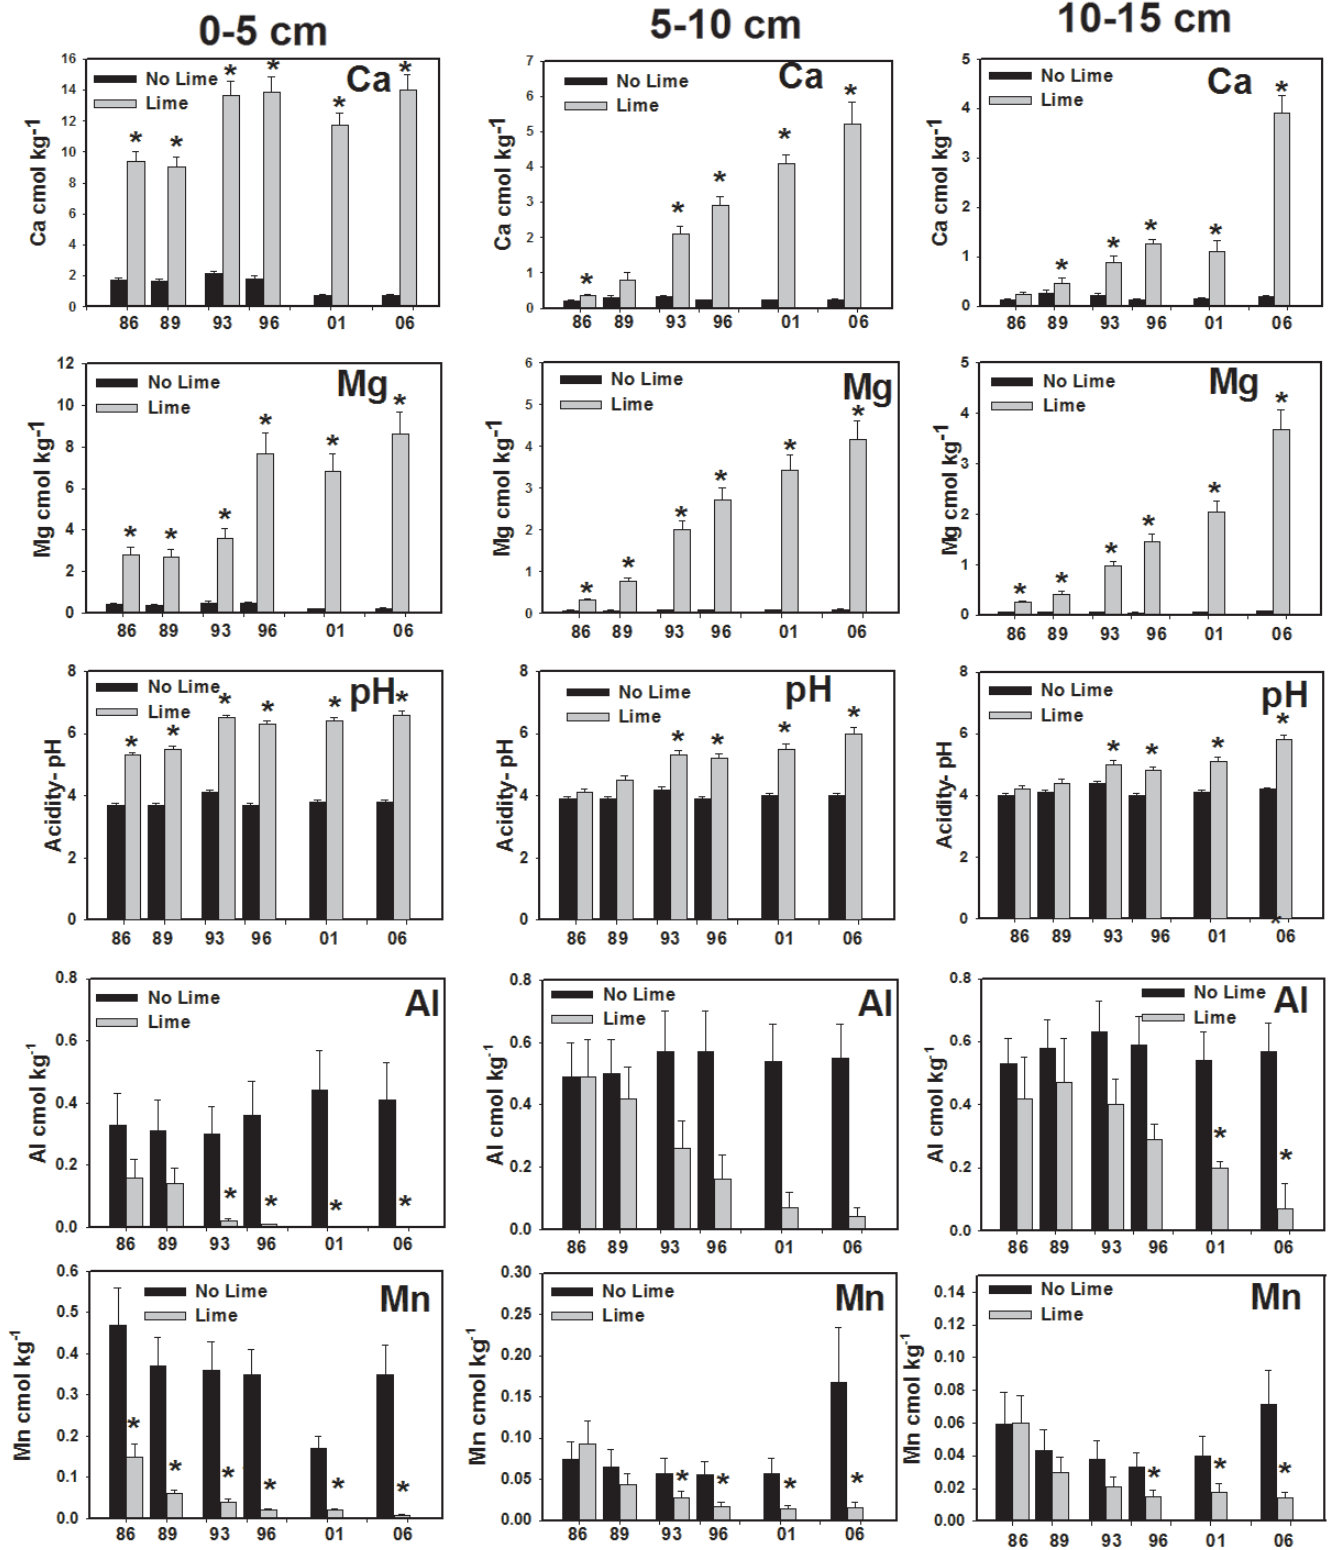 0-5 cm
5-10 cm
10-15 cm
16
14
12
10
8
6
4
2
0
Ca cmol kg-1
No Lime
Lime
Ca
* * * * * *
86 89 93 96 01 06
7
6
5
4
3
2
1
0
Ca cmol kg-1
No Lime
Lime
Ca
* * * * *
86 89 93 96 01 06
5
4
3
2
1
0
Ca cmol kg-1
No Lime
Lime
Ca
* * * * *
86 89 93 96 01 06
12
10
8
6
4
2
0
Mg cmol kg-1
No Lime
Lime
Mg
* * * * * *
86 89 93 96 01 06
6
5
4
3
2
1
0
Mg cmol kg-1
No Lime
Lime
Mg
* * * * * *
86 89 93 96 01 06
5
4
3
2
1
0
Mg cmol kg-1
No Lime
Lime
Mg
* * * * * *
86 89 93 96 01 06
8
6
4
2
0
Acidity- pH
No Lime
Lime
pH
* * * * * *
86 89 93 96 01 06
8
6
4
2
0
Acidity- pH
No Lime
Lime
pH
* * * *
86 89 93 96 01 06
8
6
4
2
0
Acidity- pH
No Lime
Lime
pH
* * * *
*
86 89 93 96 01 06
0.8
0.6
0.4
0.2
0.0
Al cmol kg-1
No Lime
Lime
Al
* * * *
86 89 93 96 01 06
0.8
0.6
0.4
0.2
0.0
Al cmol kg-1
No Lime
Lime
Al
86 89 93 96 01 06
0.8
0.6
0.4
0.2
0.0
Al cmol kg-1
No Lime
Lime
Al
* *
86 89 93 96 01 06
0.6
0.5
0.4
0.3
0.2
0.1
0.0
Mn cmol kg-1
No Lime
Lime
Mn
* * * * * *
86 89 93 96 01 06
0.30
0.25
0.20
0.15
0.10
0.05
0.00
Mn cmol kg-1
No Lime
Lime
Mn
* * * *
86 89 93 96 01 06
0.14
0.12
0.10
0.08
0.06
0.04
0.02
0.00
Mn cmol kg-1
No Lime
Lime
Mn
* * *
86 89 93 96 01 06